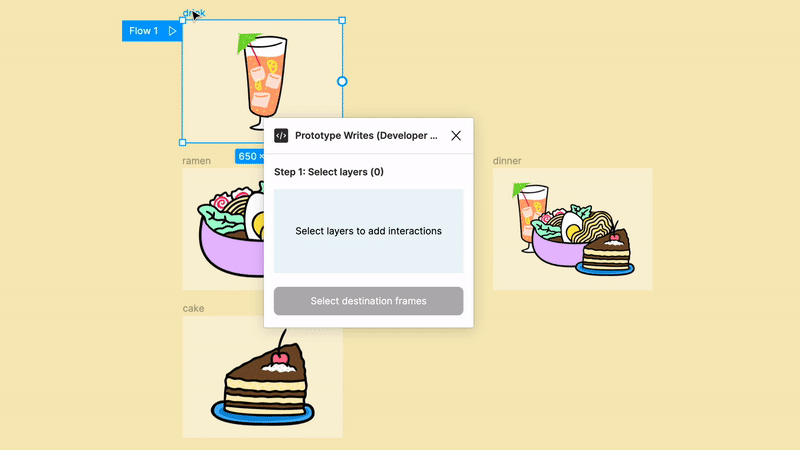 drink
Flow 1
Prototype Writes (Developer ...
650 ×
ramen
Step 1: Select layers (0)
dinner
Select layers to add interactions
Select destination frames
cake